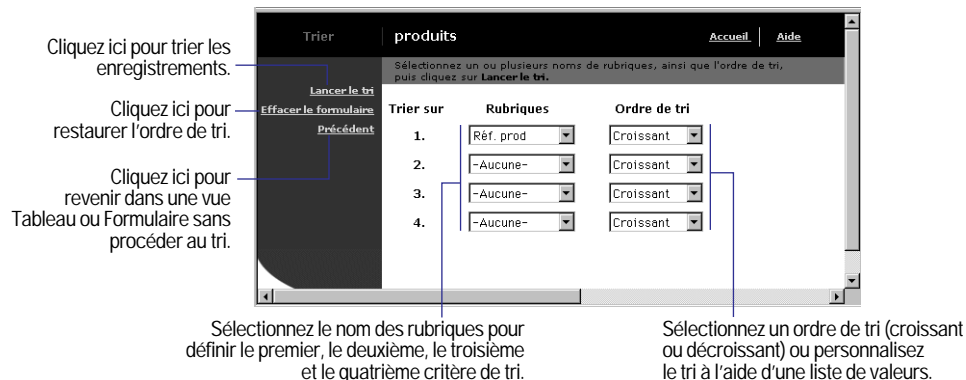 Cliquez ici pour trier les
enregistrements.
Cliquez ici pour
restaurer l'ordre de tri.
Cliquez ici pour
revenir dans une vue
Tableau ou Formulaire sans
procéder au tri.
Trier
produits
Accueil
Aide
Sélectionnez un ou plusieurs noms de rubriques, ainsi que l'ordre de tri,
puis cliquez sur Lancer le tri.
Lancer le tri
Effacer le formulaire
Précédent
Trier sur Rubriques Ordre de tri
1. Réf. prod Croissant
2. -Aucune- Croissant
3. -Aucune- Croissant
4. -Aucune- Croissant
Sélectionnez le nom des rubriques pour
définir le premier, le deuxième, le troisième
et le quatrième critère de tri.
Sélectionnez un ordre de tri (croissant
ou décroissant) ou personnalisez
le tri à l'aide d'une liste de valeurs.